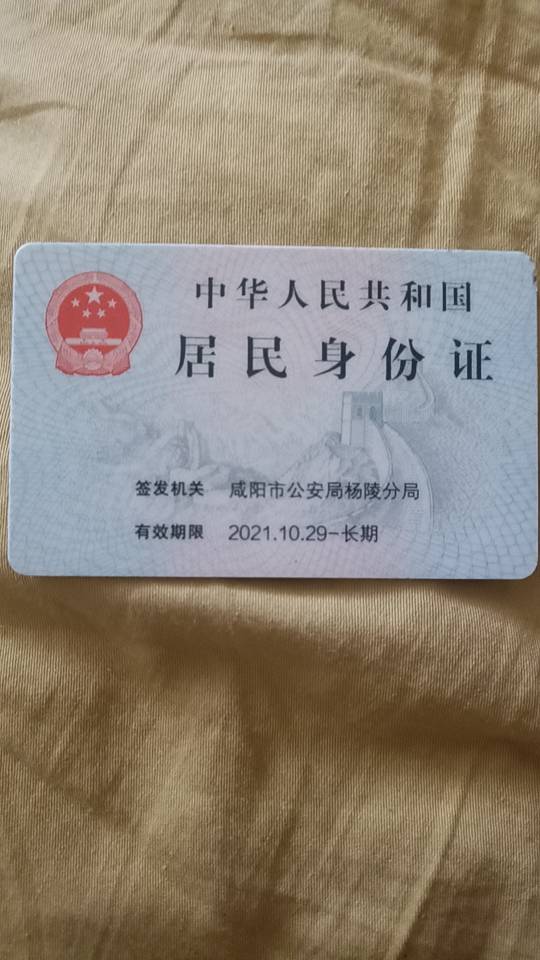 中华人民共和国
居民身份证
签发机关 咸阳市公安局杨陵分局
有效期限 2021.10.29-长期